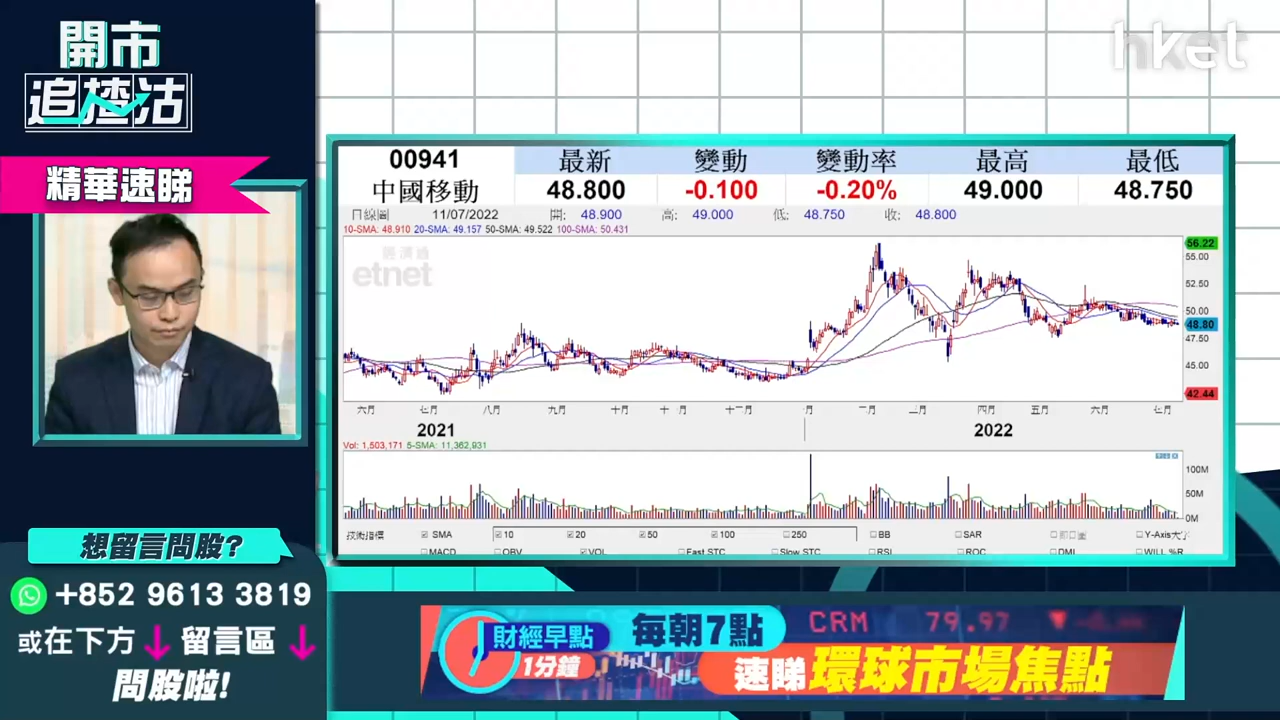 開市
追揸沽
精華速睇
hket
00941
中國移動
最新 變動 變動率 最高 最低
48.800 -0.100 -0.20% 49.000 48.750
日線圖 11/07/2022 開: 48.900 高: 49.000 低: 48.750 收: 48.800
10-SMA: 48.910 20-SMA: 49.157 50-SMA: 49.522 100-SMA: 50.431
經濟通
etnet
56.22
55.00
52.50
50.00
48.80
47.50
45.00
42.44
六月 七月 八月 九月 十月 十一月 十二月 一月 二月 三月 四月 五月 六月 七月
2021 2022
Vol: 1,503,171 5-SMA: 11,362,931
100M
50M
0M
技術指標 SMA 10 20 50 100 250 BB SAR Y-Axis大字
MACD OBV VOL Fast STC Slow STC RSI ROC DMI WILL %R
想留言問股?
+852 9613 3819
或在下方 留言區
問股啦!
財經早點
1分鐘
每朝7點
速睇環球市場焦點
CRM 79.97